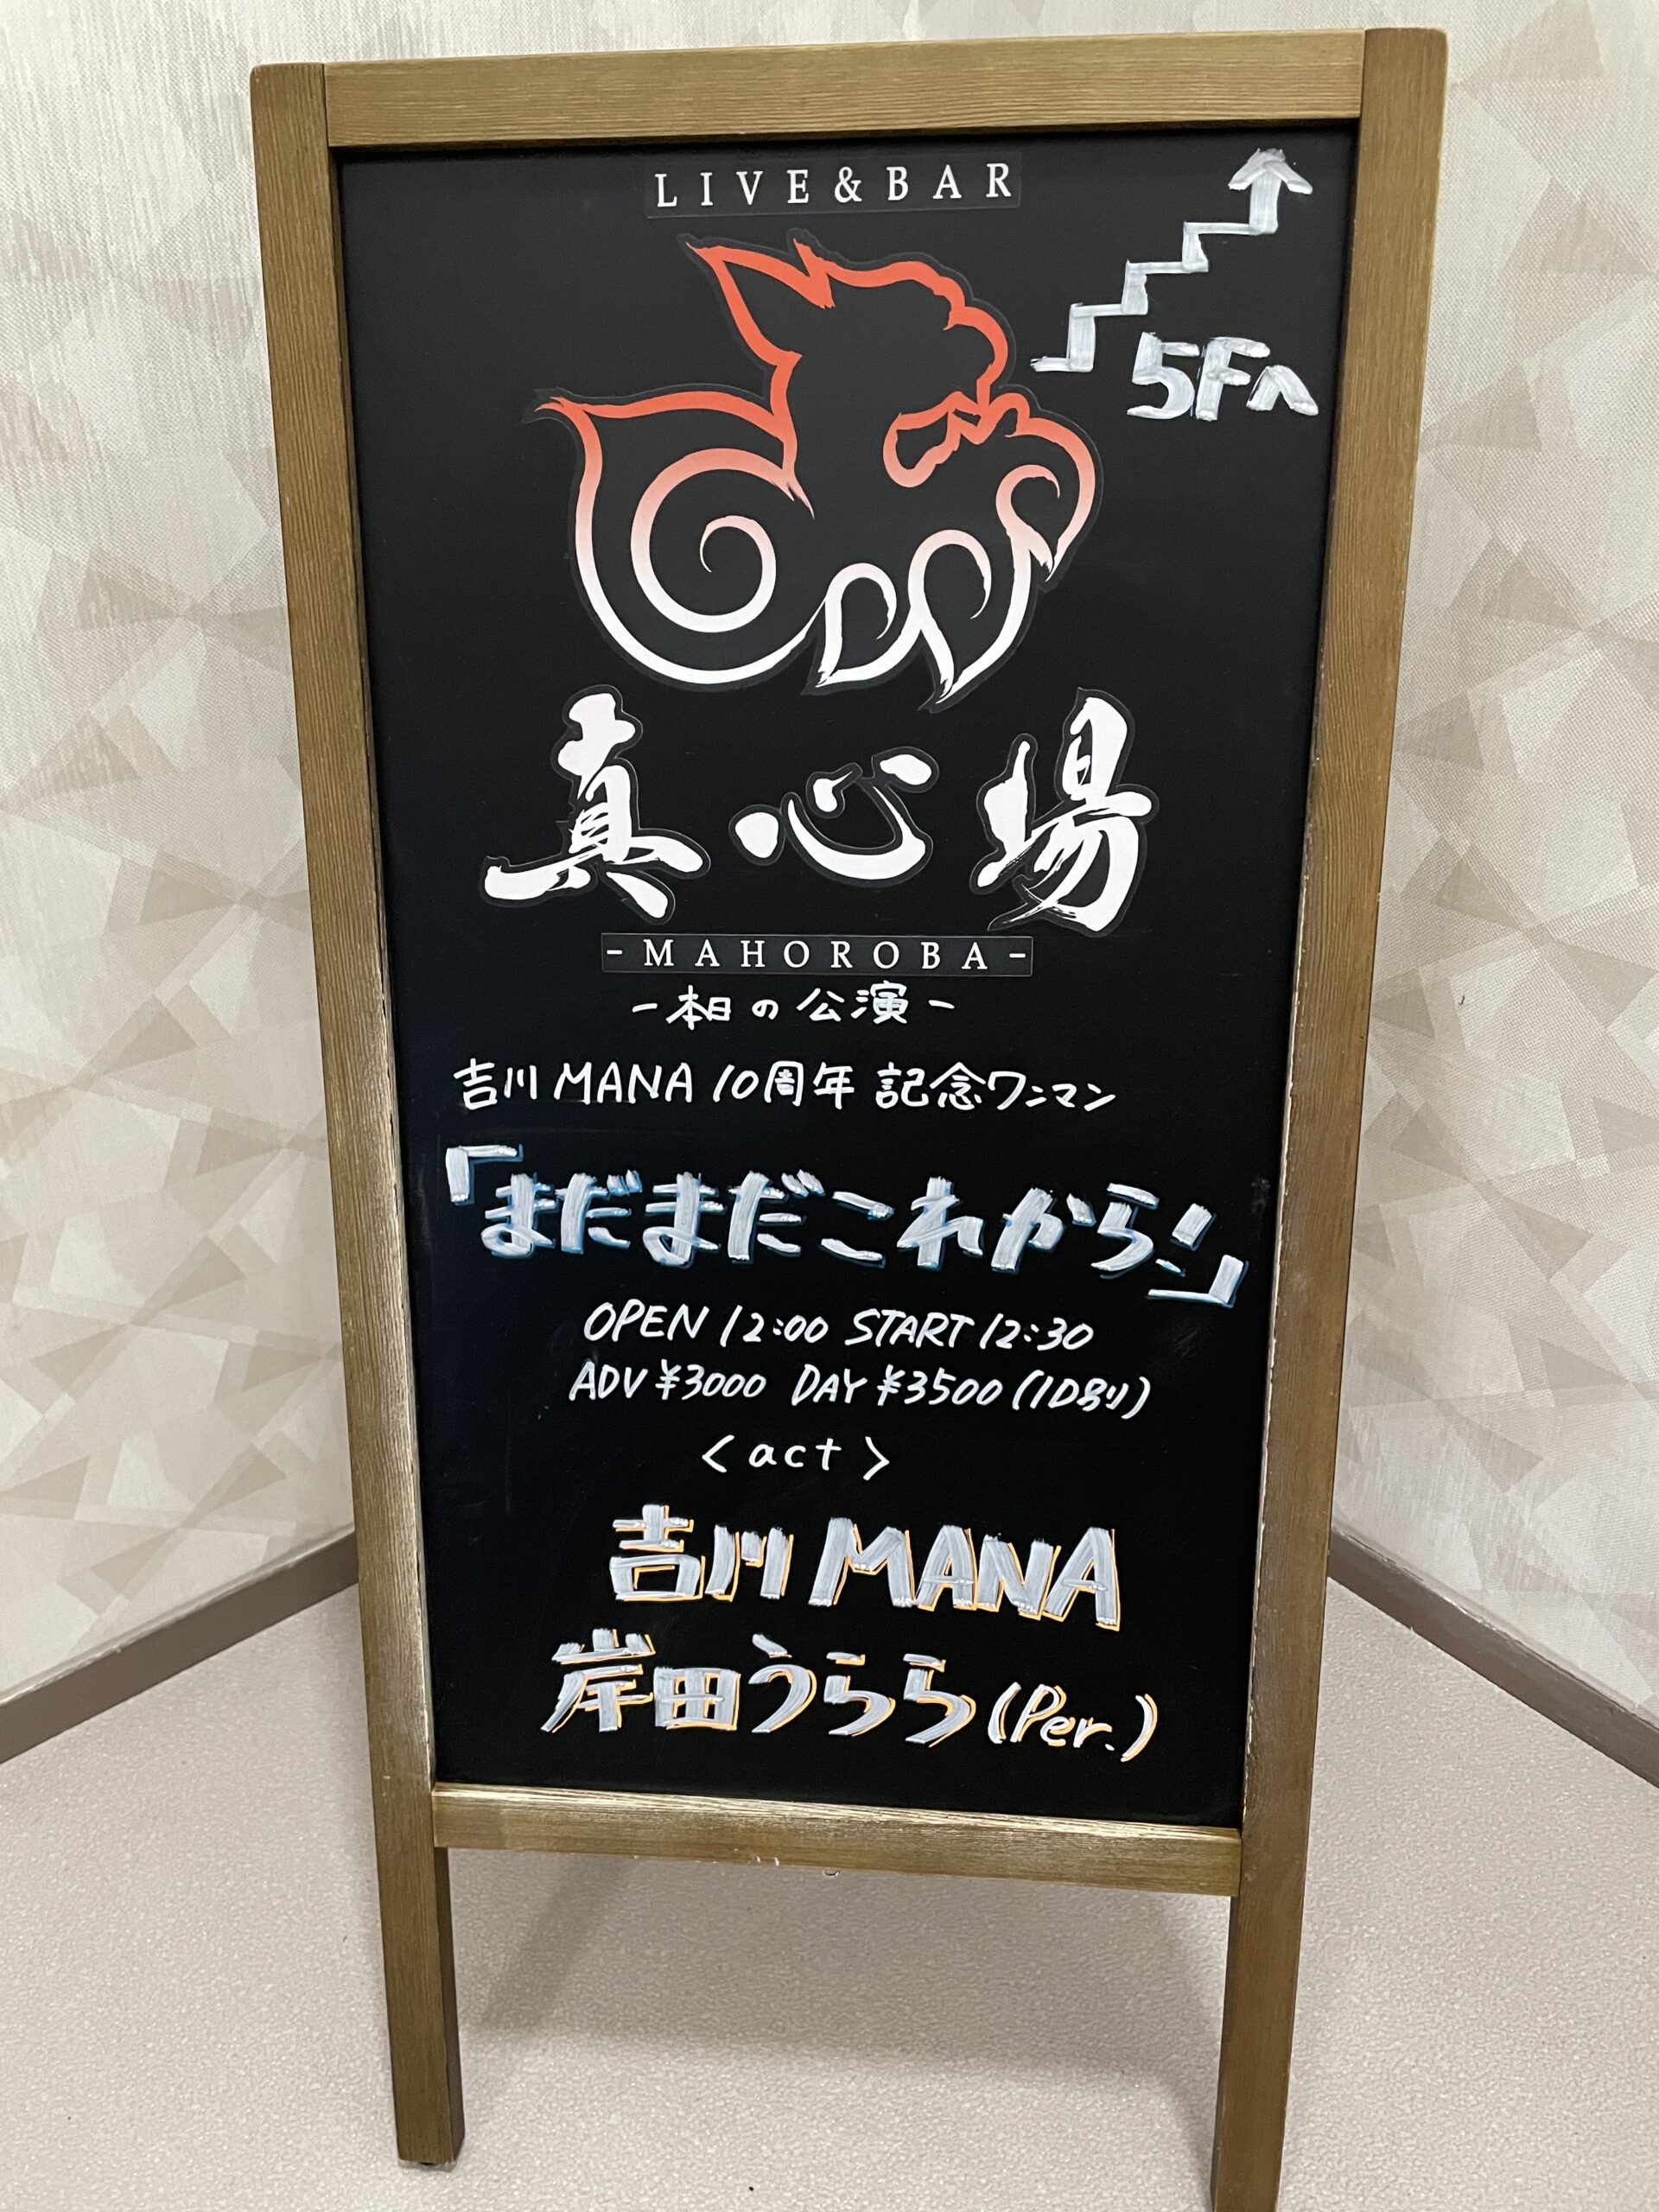 LIVE&BAR
5Fへ
真心場
-MAHOROBA-
-本日の公演-
吉川MANA 10周年 記念ワンマン
「まだまだこれから!」
OPEN 12:00 START 12:30
ADV ¥3000 DAY ¥3500 (1D別)
<act>
吉川MANA
岸田うらら(Per.)